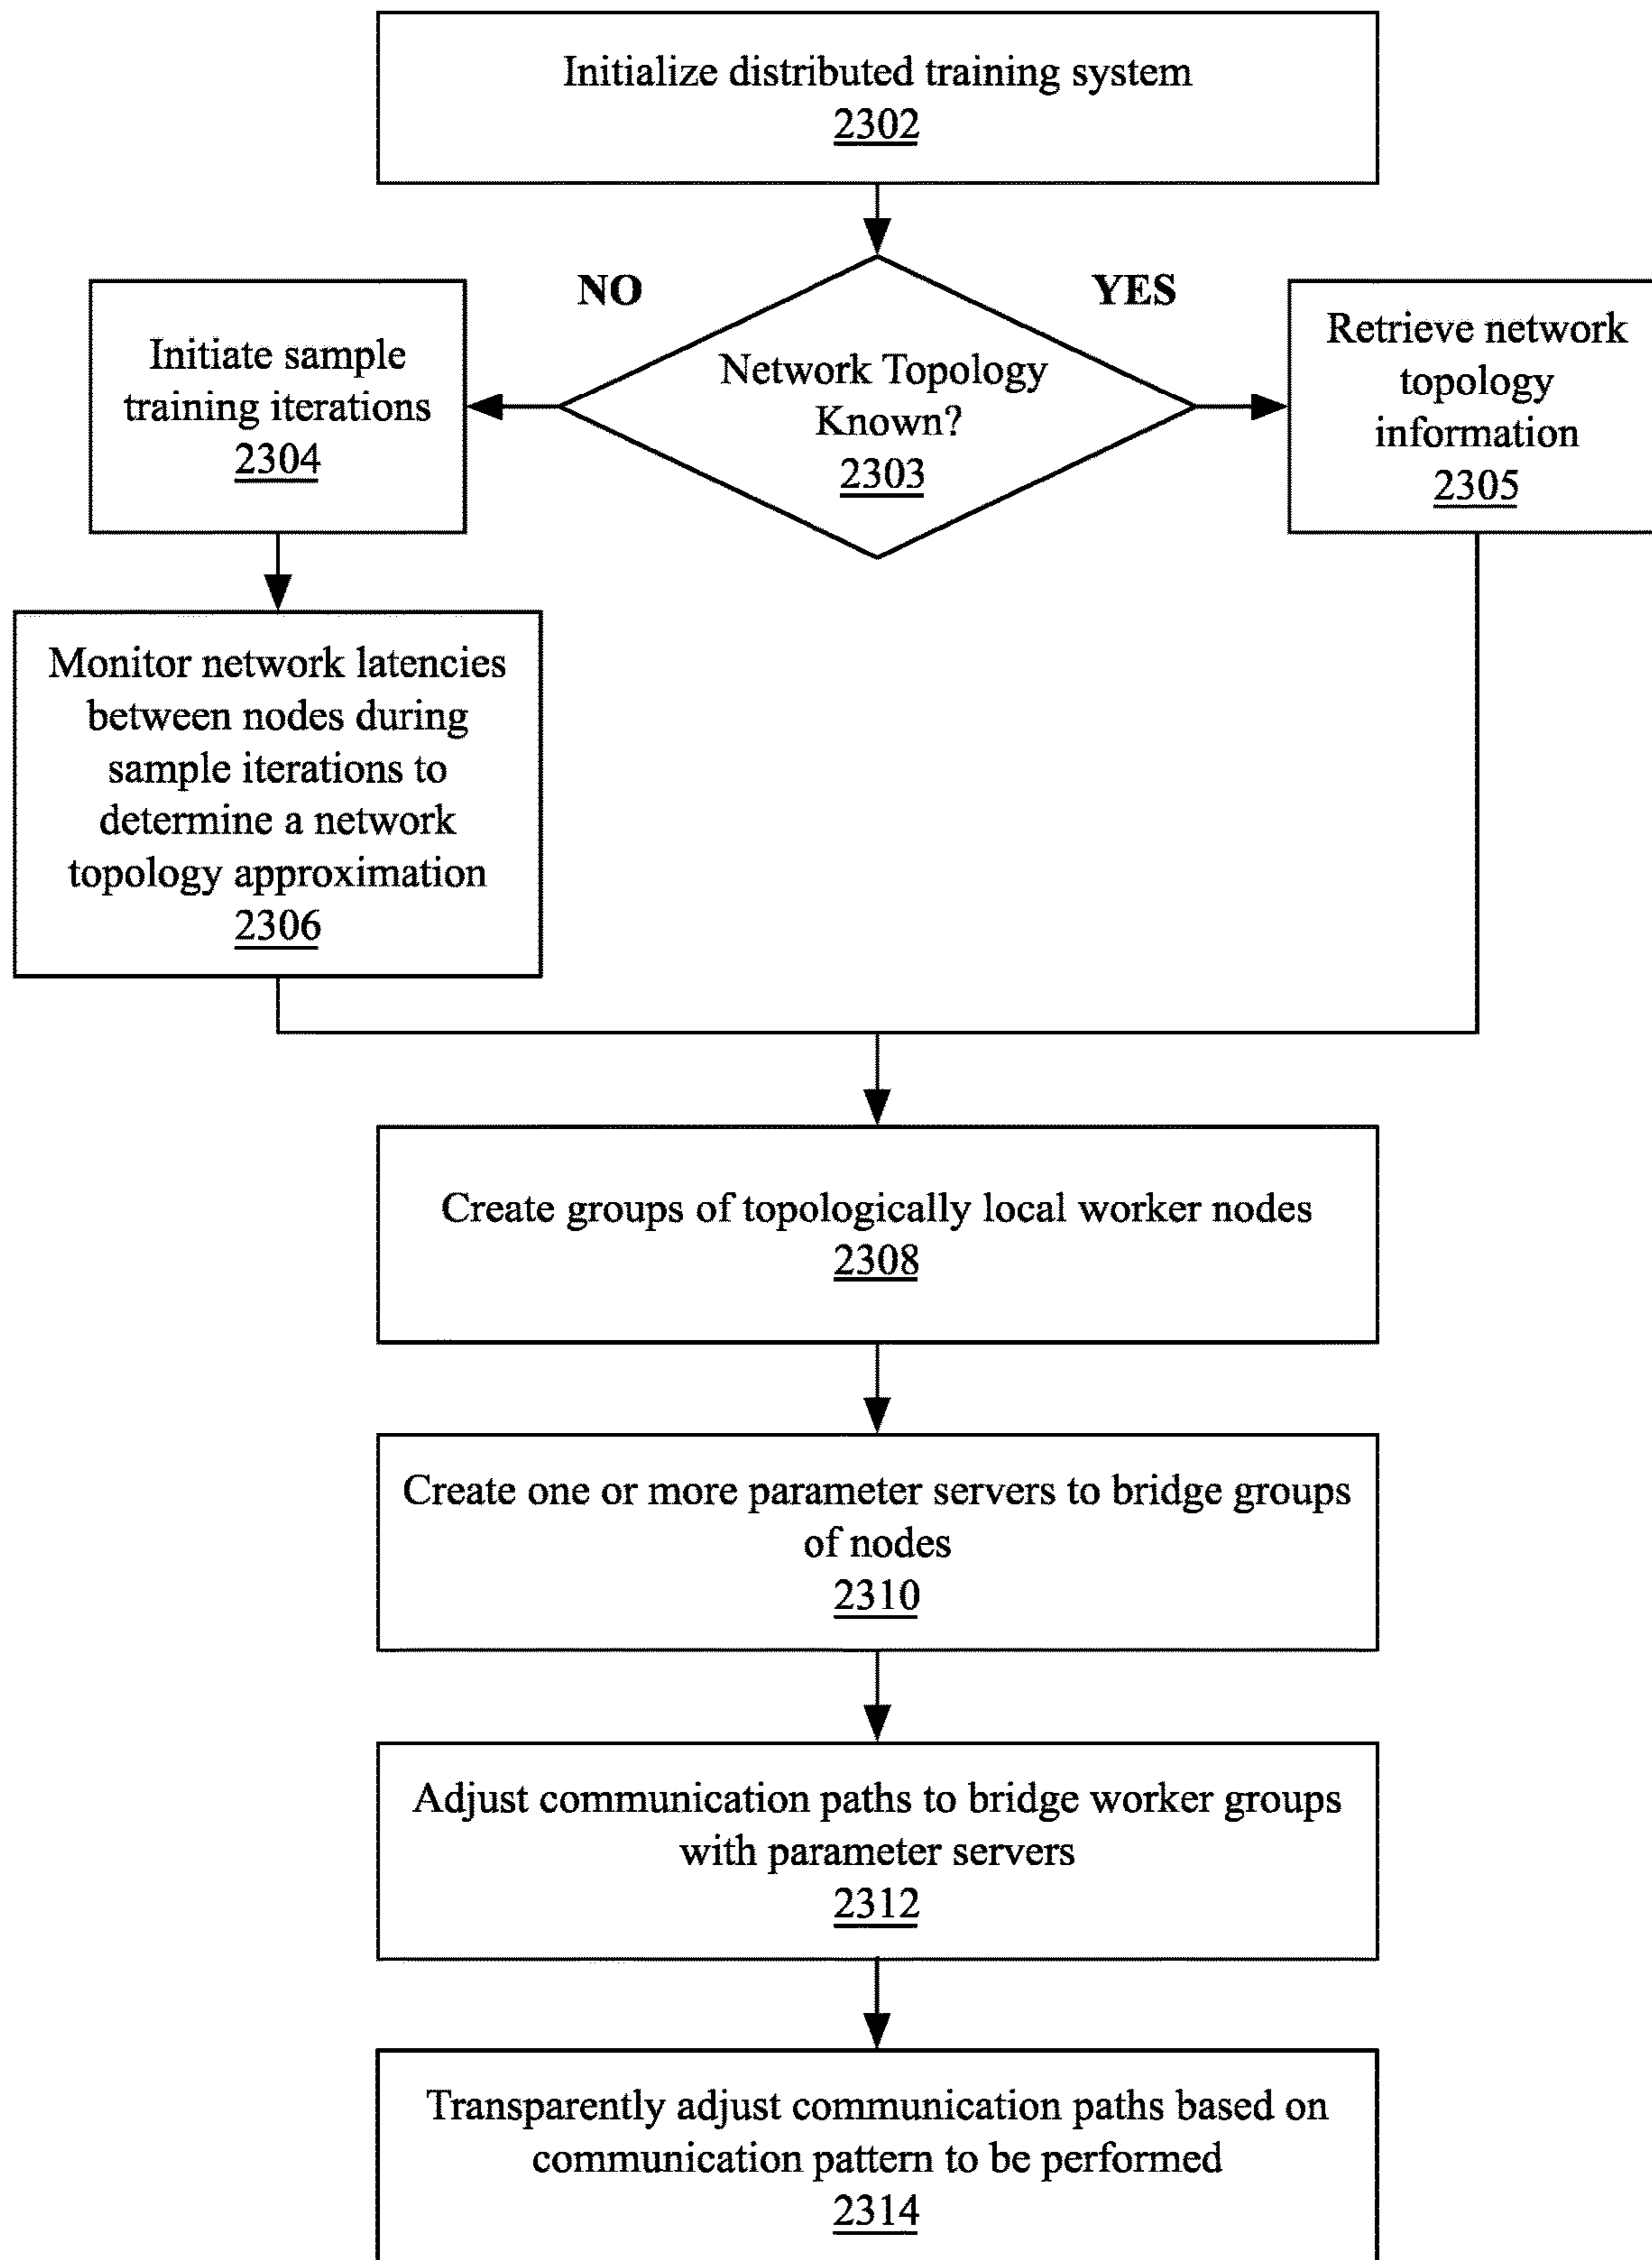 Initialize distributed training system
2302
NO
YES
Network Topology
Known?
2303
Initiate sample
training iterations
2304
Retrieve network
topology
information
2305
Monitor network latencies
between nodes during
sample iterations to
determine a network
topology approximation
2306
Create groups of topologically local worker nodes
2308
Create one or more parameter servers to bridge groups
of nodes
2310
Adjust communication paths to bridge worker groups
with parameter servers
2312
Transparently adjust communication paths based on
communication pattern to be performed
2314